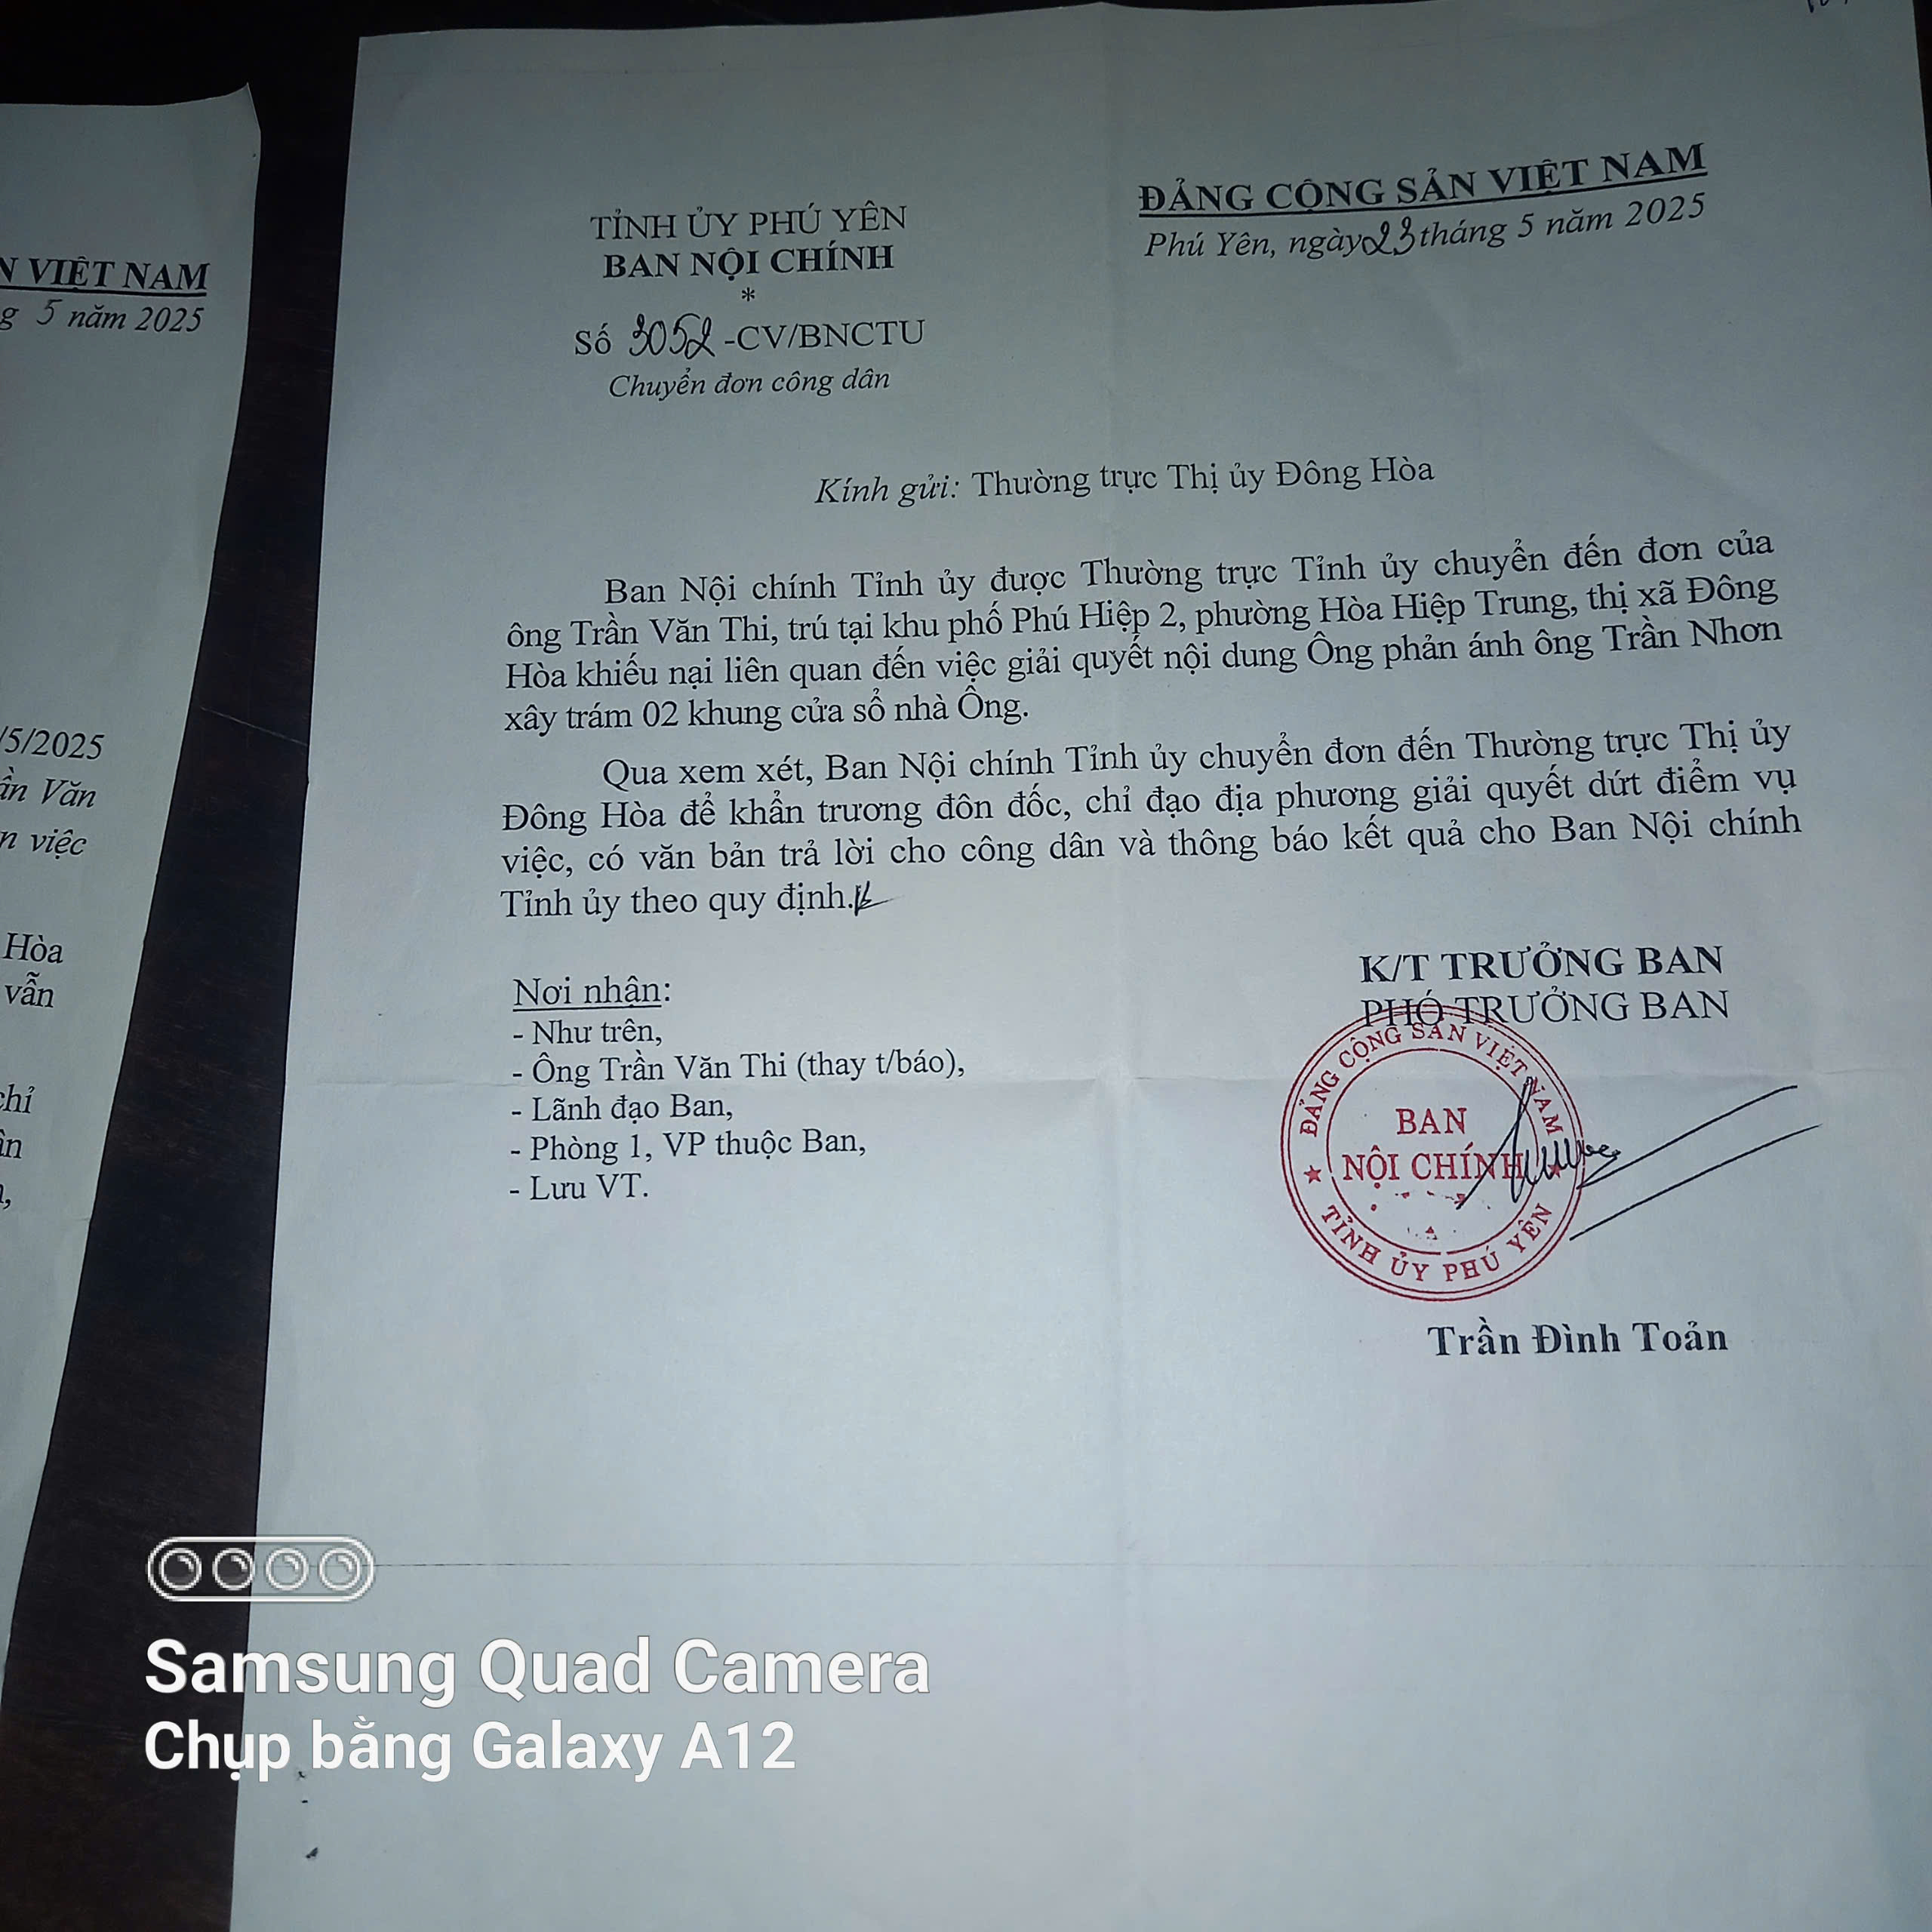 N VIỆT NAM
g 5 năm 2025
/5/2025
ần Văn
n việc
Hòa
vẫn
chỉ
ân
TỈNH ỦY PHÚ YÊN
BAN NỘI CHÍNH
*
Số 3052-CV/BNCTU
Chuyển đơn công dân
ĐẢNG CỘNG SẢN VIỆT NAM
Phú Yên, ngày 23 tháng 5 năm 2025
Kính gửi: Thường trực Thị ủy Đông Hòa
Ban Nội chính Tỉnh ủy được Thường trực Tỉnh ủy chuyển đến đơn của
ông Trần Văn Thi, trú tại khu phố Phú Hiệp 2, phường Hòa Hiệp Trung, thị xã Đông
Hòa khiếu nại liên quan đến việc giải quyết nội dung Ông phản ánh ông Trần Nhơn
xây trám 02 khung cửa sổ nhà Ông.
Qua xem xét, Ban Nội chính Tỉnh ủy chuyển đơn đến Thường trực Thị ủy
Đông Hòa để khẩn trương đôn đốc, chỉ đạo địa phương giải quyết dứt điểm vụ
việc, có văn bản trả lời cho công dân và thông báo kết quả cho Ban Nội chính
Tỉnh ủy theo quy định.
Nơi nhận:
- Như trên,
- Ông Trần Văn Thi (thay t/báo),
- Lãnh đạo Ban,
- Phòng 1, VP thuộc Ban,
- Lưu VT.
K/T TRƯỞNG BAN
PHÓ TRƯỞNG BAN
ĐẢNG CỘNG SẢN VIỆT NAM
BAN
NỘI CHÍNH
TỈNH ỦY PHÚ YÊN
Trần Đình Toản
Samsung Quad Camera
Chụp bằng Galaxy A12